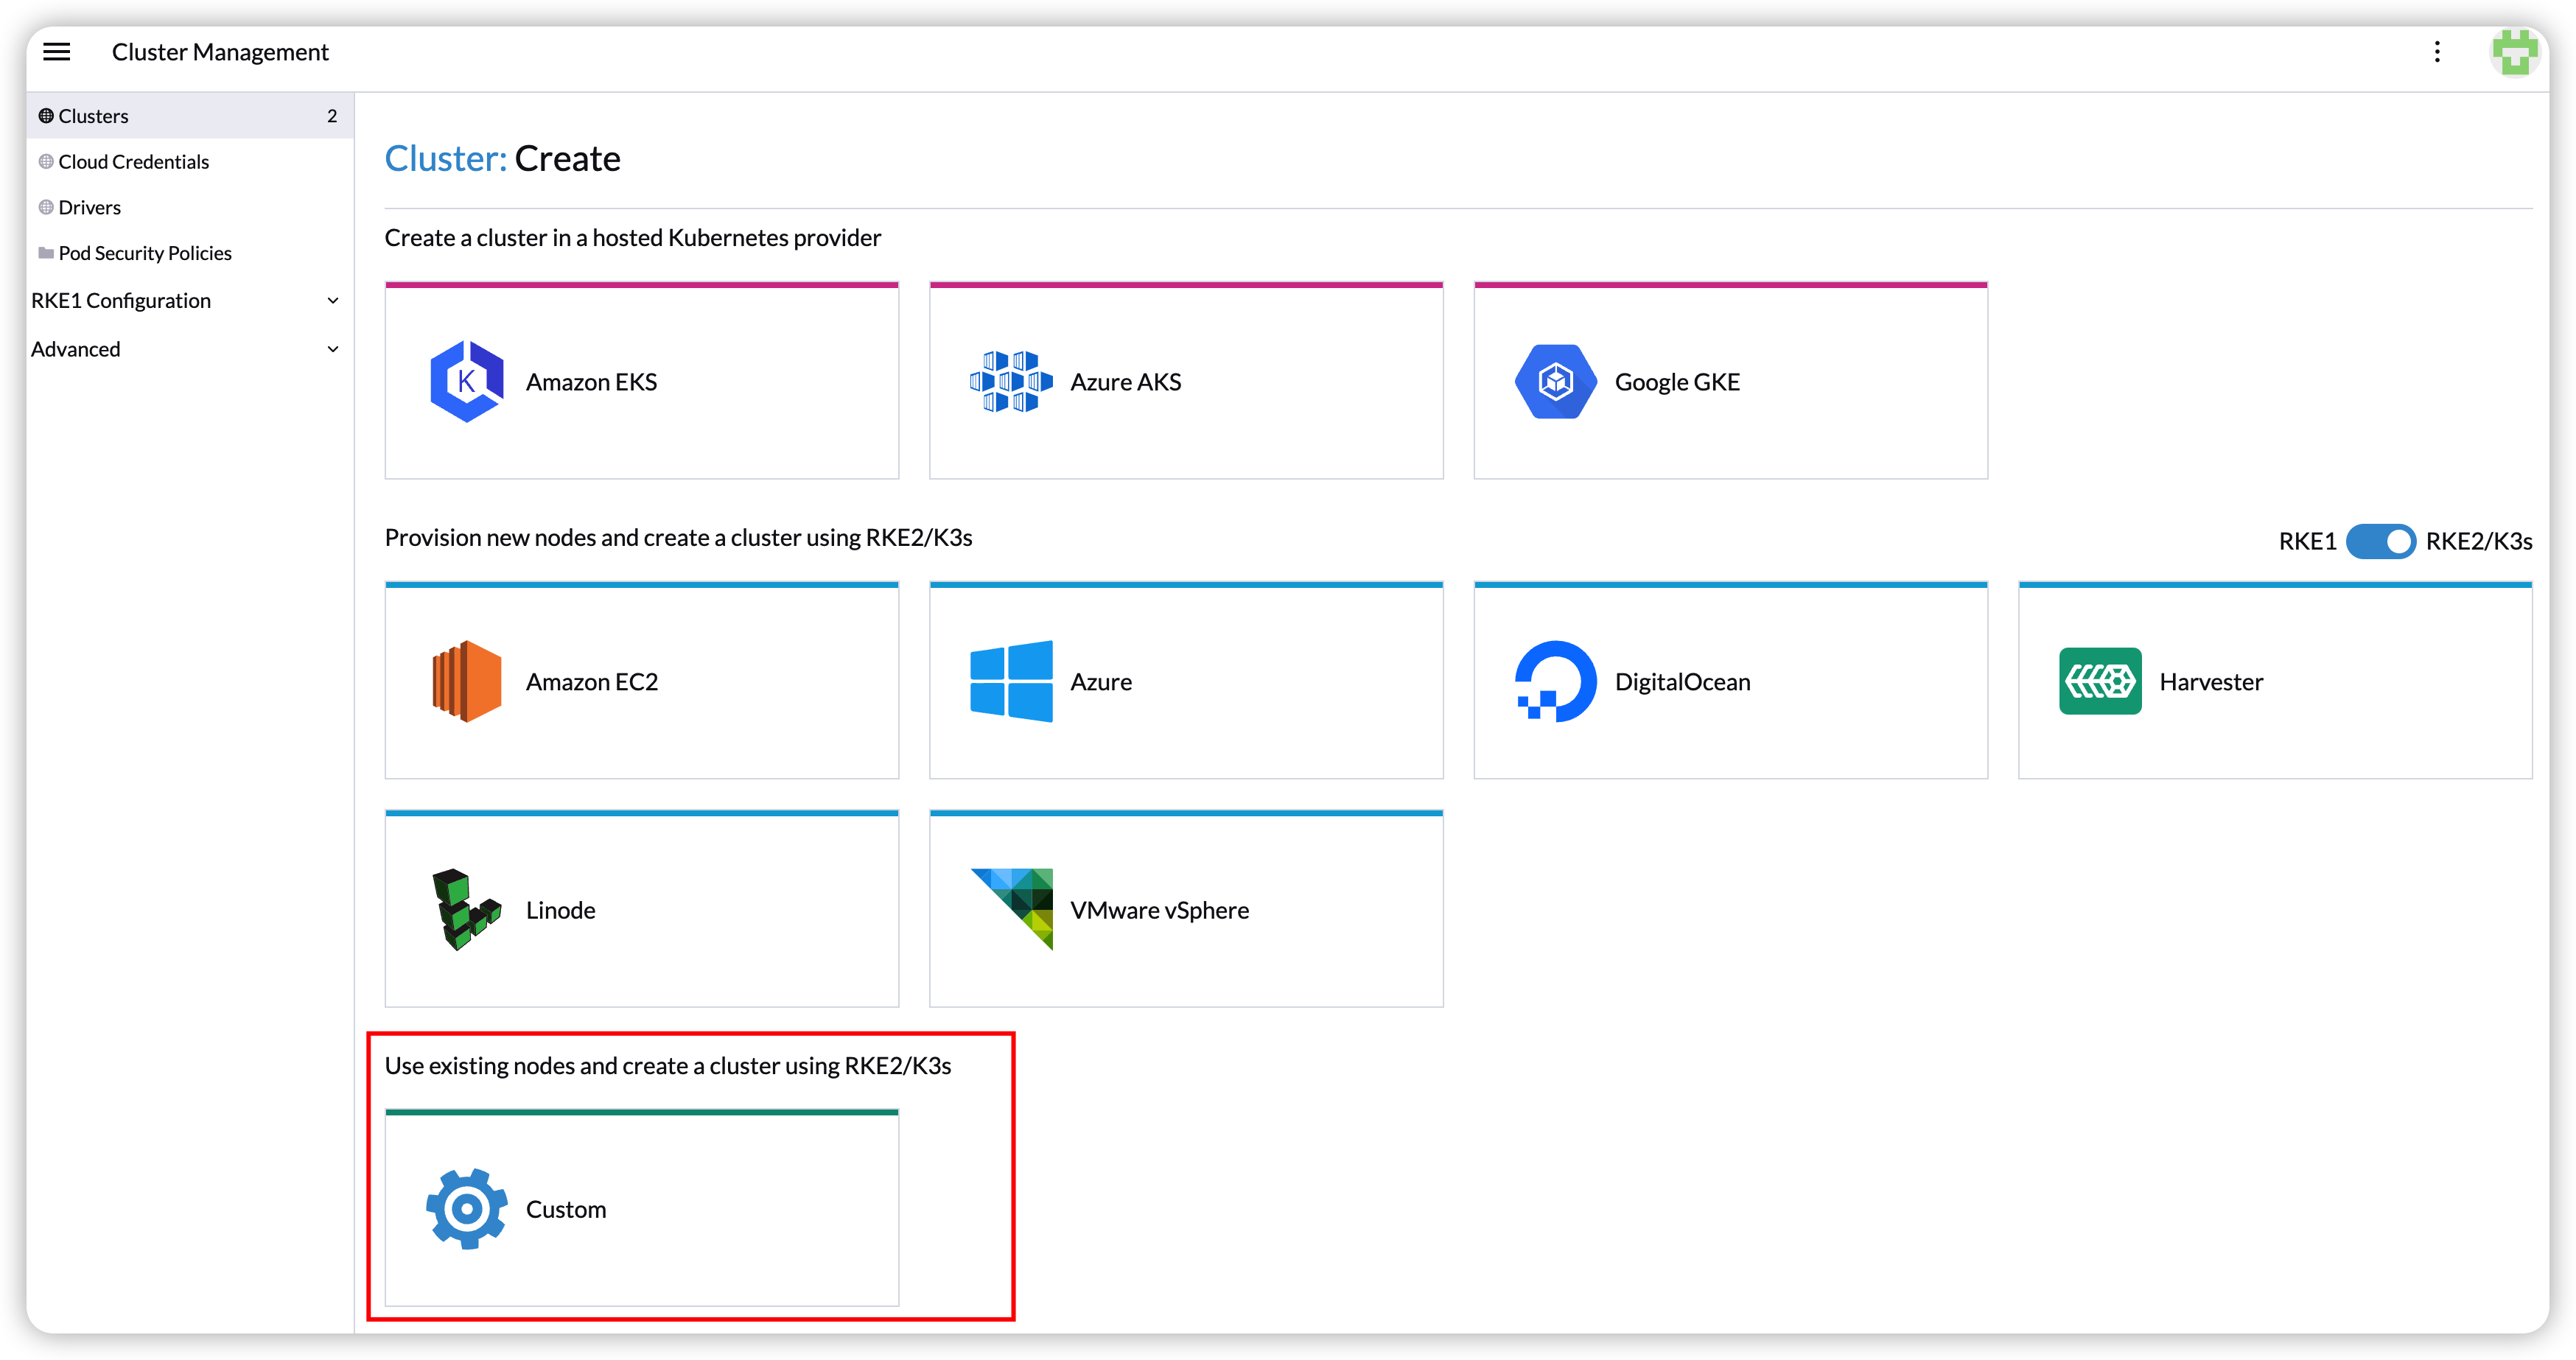 Cluster Management
Clusters 2
Cloud Credentials
Drivers
Pod Security Policies
RKE1 Configuration
Advanced
Cluster: Create
Create a cluster in a hosted Kubernetes provider
K Amazon EKS
Azure AKS
Google GKE
Provision new nodes and create a cluster using RKE2/K3s
RKE1 RKE2/K3s
Amazon EC2
Azure
DigitalOcean
Harvester
Linode
VMware vSphere
Use existing nodes and create a cluster using RKE2/K3s
Custom